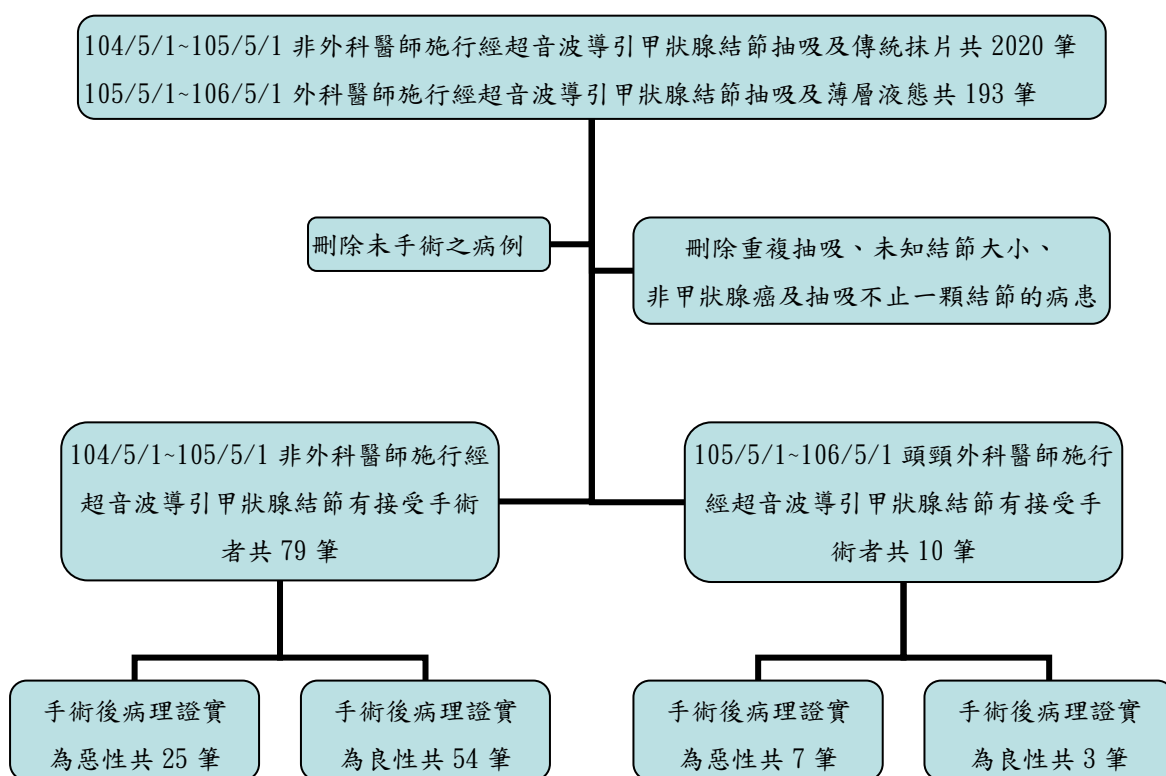 104/5/1~105/5/1 非外科醫師施行經超音波導引甲狀腺結節抽吸及傳統抹片共 2020 筆
105/5/1~106/5/1 外科醫師施行經超音波導引甲狀腺結節抽吸及薄層液態共 193 筆
刪除未手術之病例
刪除重複抽吸、未知結節大小、
非甲狀腺癌及抽吸不止一顆結節的病患
104/5/1~105/5/1 非外科醫師施行經
超音波導引甲狀腺結節有接受手術
者共 79 筆
105/5/1~106/5/1 頭頸外科醫師施行
經超音波導引甲狀腺結節有接受手
術者共 10 筆
手術後病理證實
為惡性共 25 筆
手術後病理證實
為良性共 54 筆
手術後病理證實
為惡性共 7 筆
手術後病理證實
為良性共 3 筆